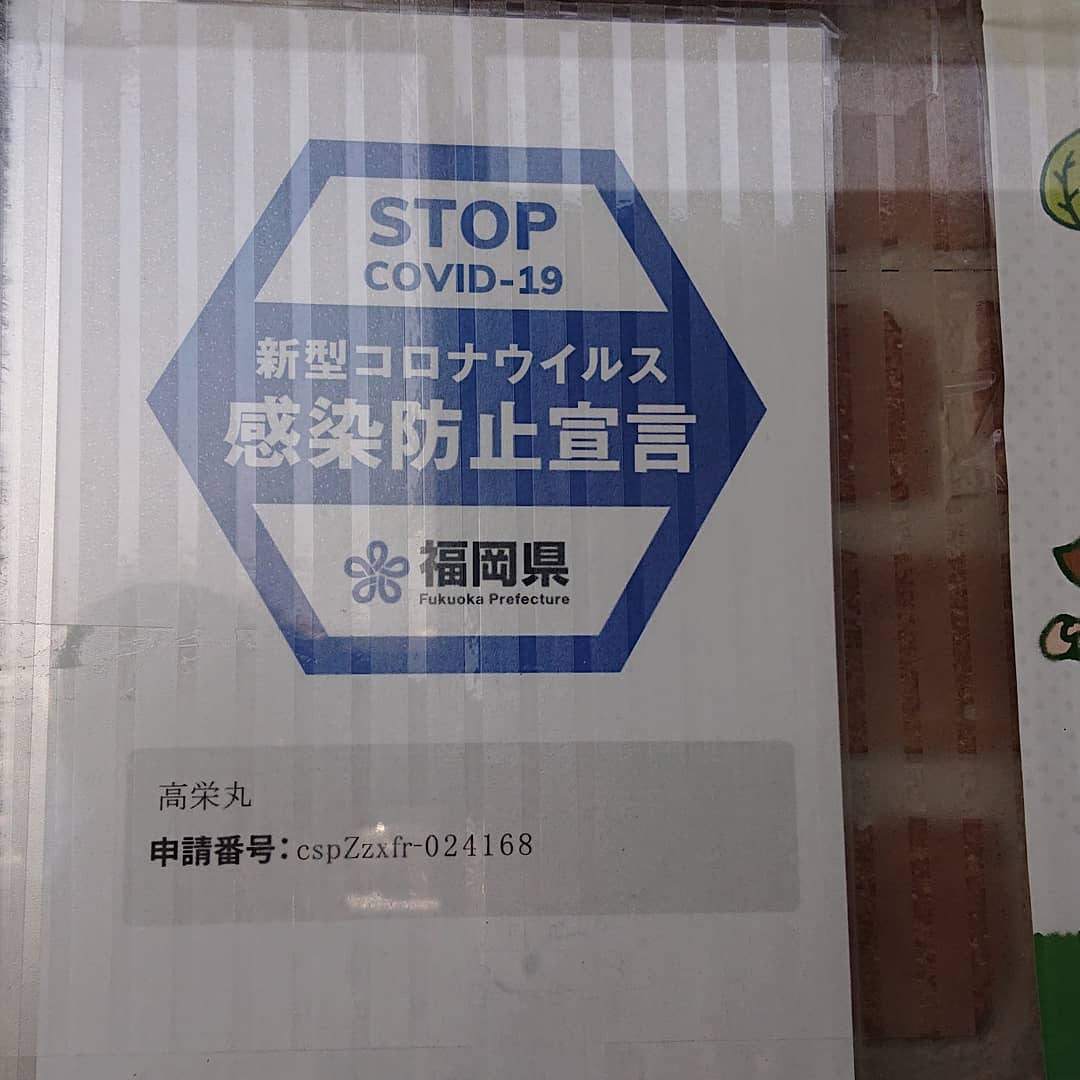 STOP
COVID-19
新型コロナウイルス
感染防止宣言
福岡県
Fukuoka Prefecture
高栄丸
申請番号：cspZzxfr-024168